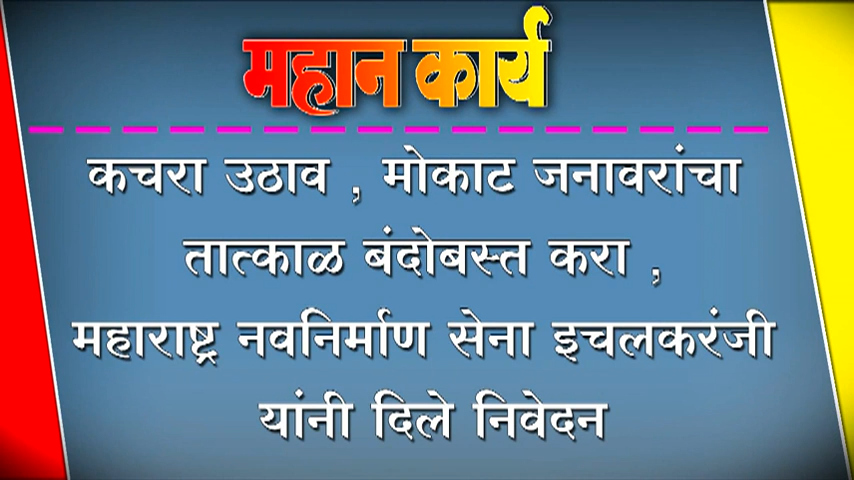 महान कार्य
कचरा उठाव , मोकाट जनावरांचा
तात्काळ बंदोबस्त करा ,
महाराष्ट्र नवनिर्माण सेना इचलकरंजी
यांनी दिले निवेदन